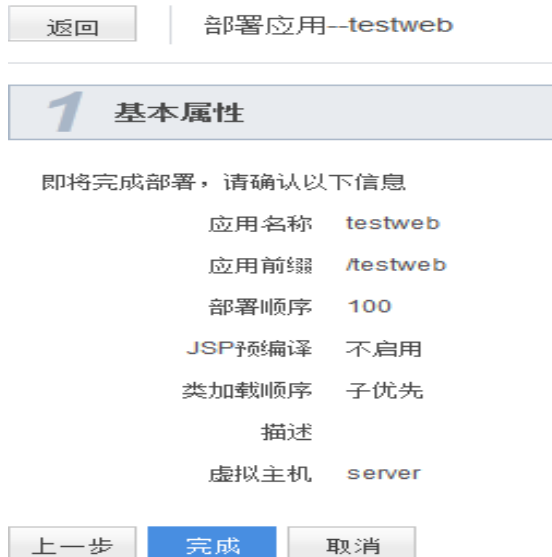 返回 部署应用--testweb
1 基本属性
即将完成部署，请确认以下信息
应用名称 testweb
应用前缀 /testweb
部署顺序 100
JSP预编译 不启用
类加载顺序 子优先
描述
虚拟主机 server
上一步 完成 取消